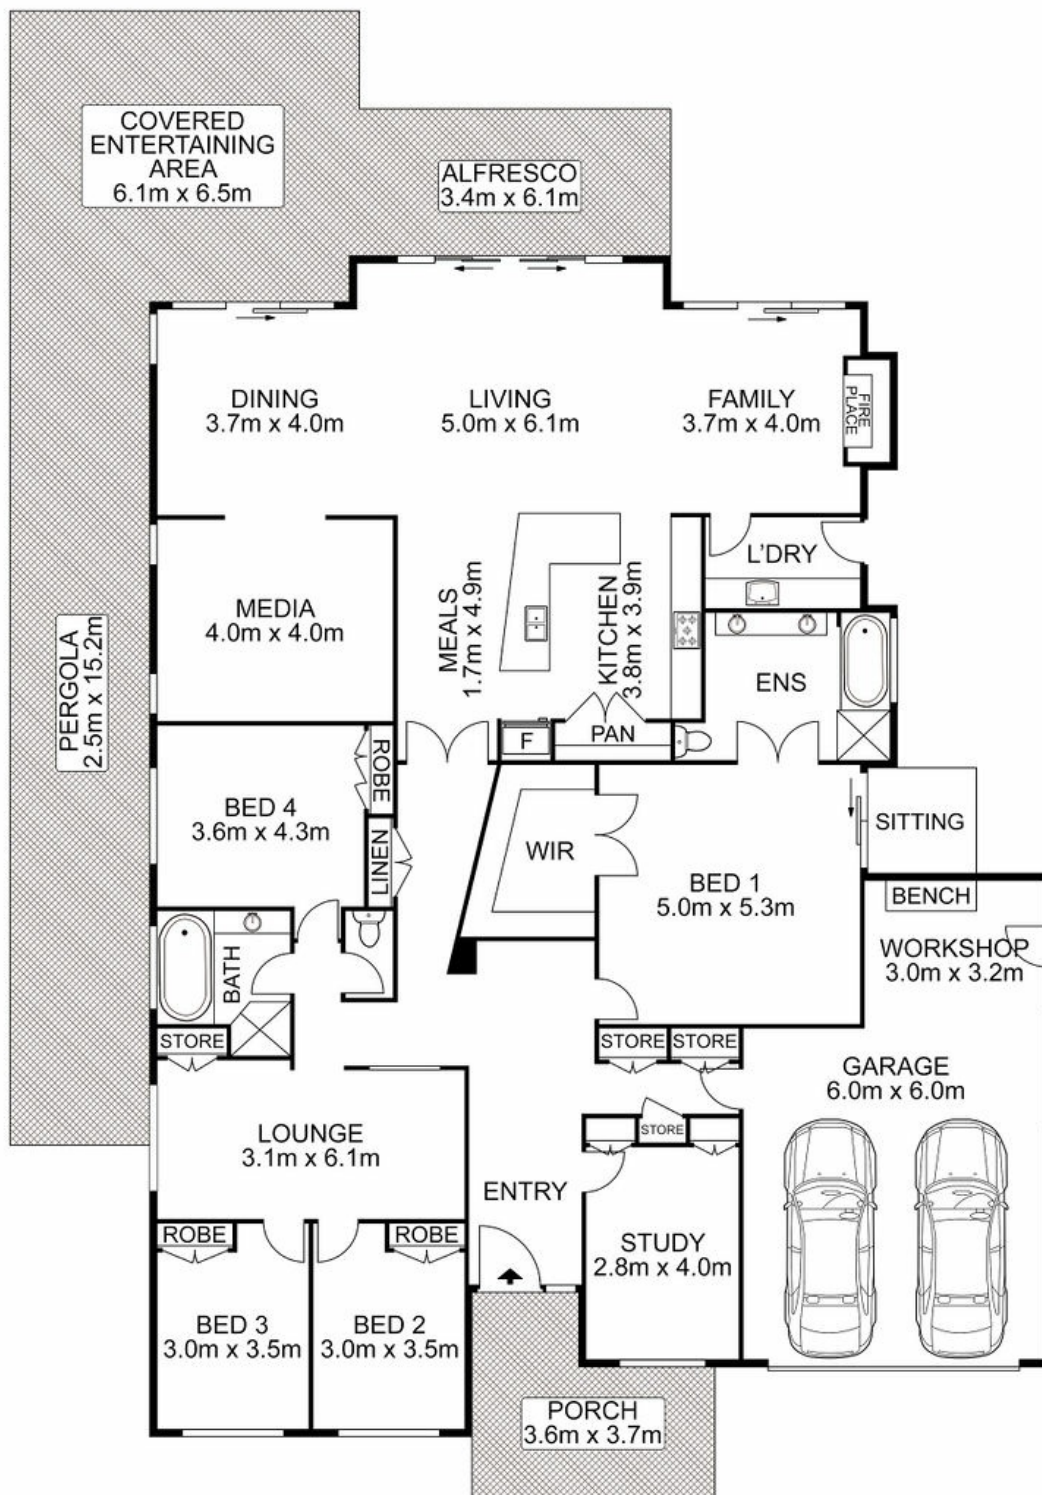 COVERED
ENTERTAINING
AREA
6.1m x 6.5m
ALFRESCO
3.4m x 6.1m
DINING
3.7m x 4.0m
LIVING
5.0m x 6.1m
FAMILY
3.7m x 4.0m
FIRE
PLACE
L'DRY
MEDIA
4.0m x 4.0m
MEALS
1.7m x 4.9m
KITCHEN
3.8m x 3.9m
ENS
PERGOLA
2.5m x 15.2m
F
PAN
ROBE
BED 4
3.6m x 4.3m
LINEN
WIR
SITTING
BED 1
5.0m x 5.3m
BENCH
WORKSHOP
3.0m x 3.2m
BATH
STORE
STORE
STORE
GARAGE
6.0m x 6.0m
STORE
LOUNGE
3.1m x 6.1m
ENTRY
ROBE
ROBE
STUDY
2.8m x 4.0m
BED 3
3.0m x 3.5m
BED 2
3.0m x 3.5m
PORCH
3.6m x 3.7m